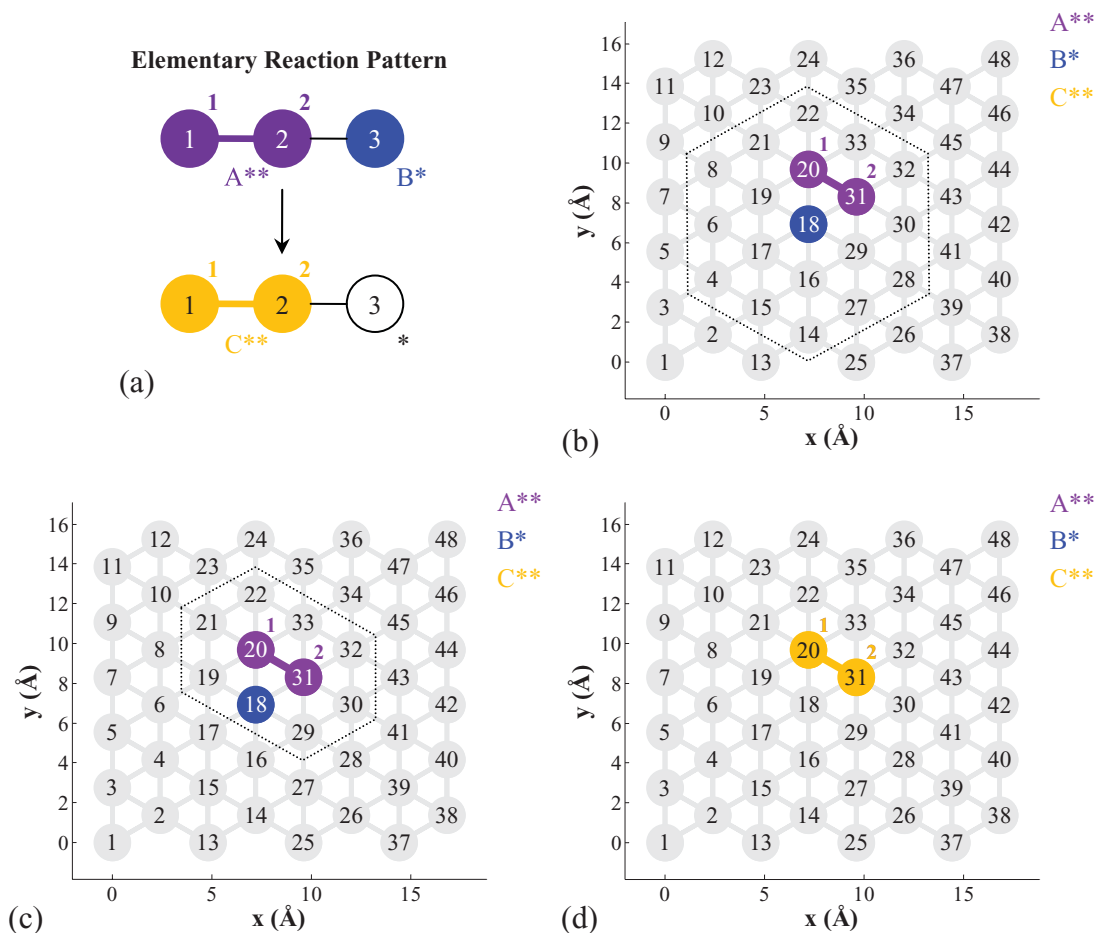 Elementary Reaction Pattern
1 2
1 2 3
A** B*
1 2
1 2 3
C** *
(a)
A**
B*
C**
16
14
12
10
8
6
4
2
0
y (Å)
12 24 36 48
11 23 35 47
10 22 34 46
9 21 33 45
8 20 32 44
7 19 31 43
6 18 30 42
5 17 29 41
4 16 28 40
3 15 27 39
2 14 26 38
1 13 25 37
1
2
0 5 10 15
x (Å)
(b)
A**
B*
C**
16
14
12
10
8
6
4
2
0
y (Å)
12 24 36 48
11 23 35 47
10 22 34 46
9 21 33 45
8 20 32 44
7 19 31 43
6 18 30 42
5 17 29 41
4 16 28 40
3 15 27 39
2 14 26 38
1 13 25 37
1
2
0 5 10 15
x (Å)
(c)
A**
B*
C**
16
14
12
10
8
6
4
2
0
y (Å)
12 24 36 48
11 23 35 47
10 22 34 46
9 21 33 45
8 20 32 44
7 19 31 43
6 18 30 42
5 17 29 41
4 16 28 40
3 15 27 39
2 14 26 38
1 13 25 37
1
2
0 5 10 15
x (Å)
(d)